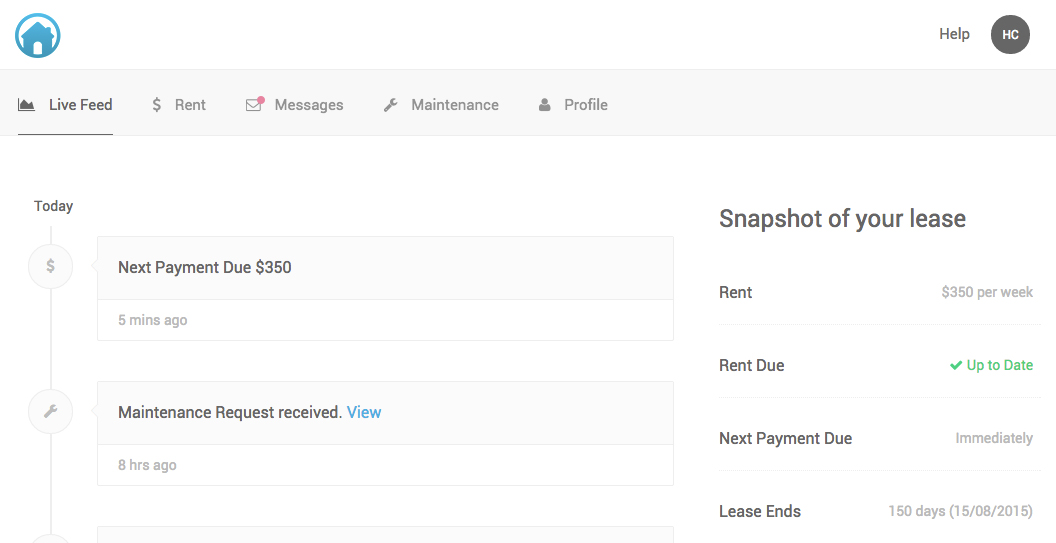 Help
HC
Live Feed
$ Rent
Messages
Maintenance
Profile
Today
$
Next Payment Due $350
5 mins ago
Maintenance Request received. View
8 hrs ago
Snapshot of your lease
Rent $350 per week
Rent Due Up to Date
Next Payment Due Immediately
Lease Ends 150 days (15/08/2015)